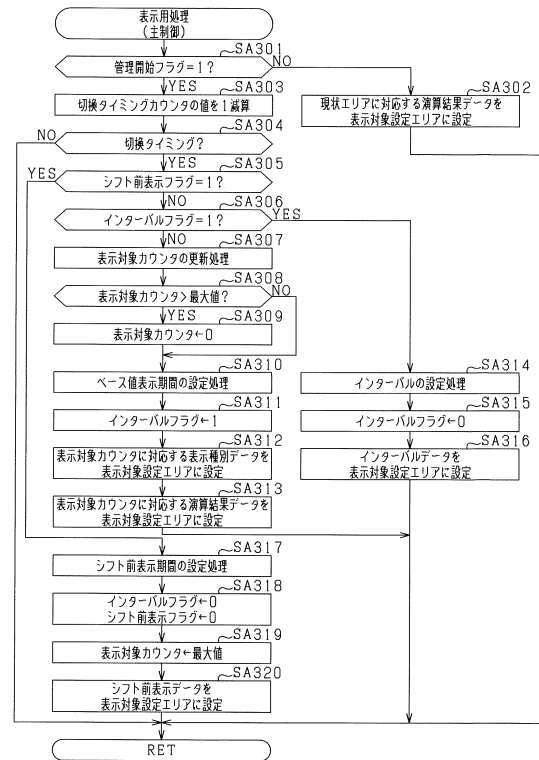 表示用処理
(主制御)
SA301
管理開始フラグ=1?
NO
YES
SA302
現状エリアに対応する演算結果データを
表示対象設定エリアに設定
SA303
切換タイミングカウンタの値を1減算
SA304
切換タイミング?
NO
YES
SA305
シフト前表示フラグ=1?
YES
NO
SA306
インターバルフラグ=1?
YES
NO
SA307
表示対象カウンタの更新処理
SA308
表示対象カウンタ>最大値?
NO
YES
SA309
表示対象カウンタ←0
SA310
ベース値表示期間の設定処理
SA311
インターバルフラグ←1
SA312
表示対象カウンタに対応する表示種別データを
表示対象設定エリアに設定
SA313
表示対象カウンタに対応する演算結果データを
表示対象設定エリアに設定
SA314
インターバルの設定処理
SA315
インターバルフラグ←0
SA316
インターバルデータを
表示対象設定エリアに設定
SA317
シフト前表示期間の設定処理
SA318
インターバルフラグ←0
シフト前表示フラグ←0
SA319
表示対象カウンタ←最大値
SA320
シフト前表示データを
表示対象設定エリアに設定
RET